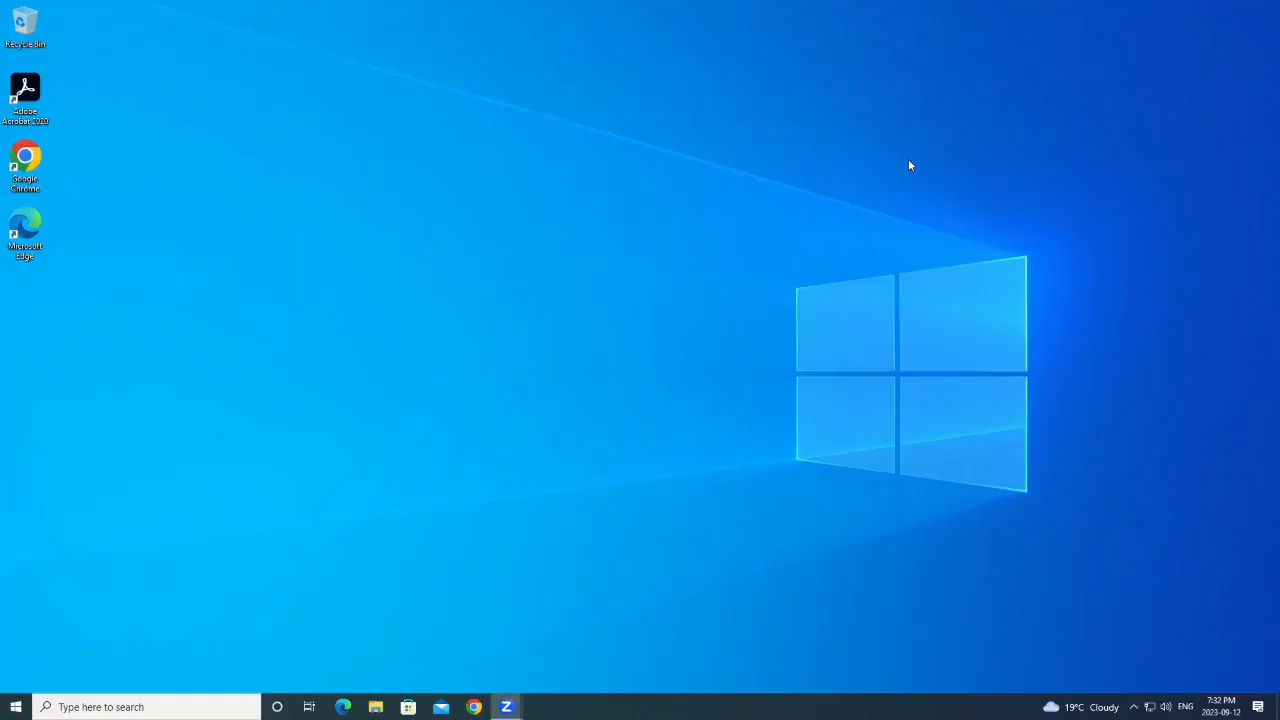 Recycle Bin
Adobe
Acrobat 2020
Google
Chrome
Microsoft
Edge
Type here to search
Z
19°C Cloudy
ENG
7:32 PM
2023-09-12